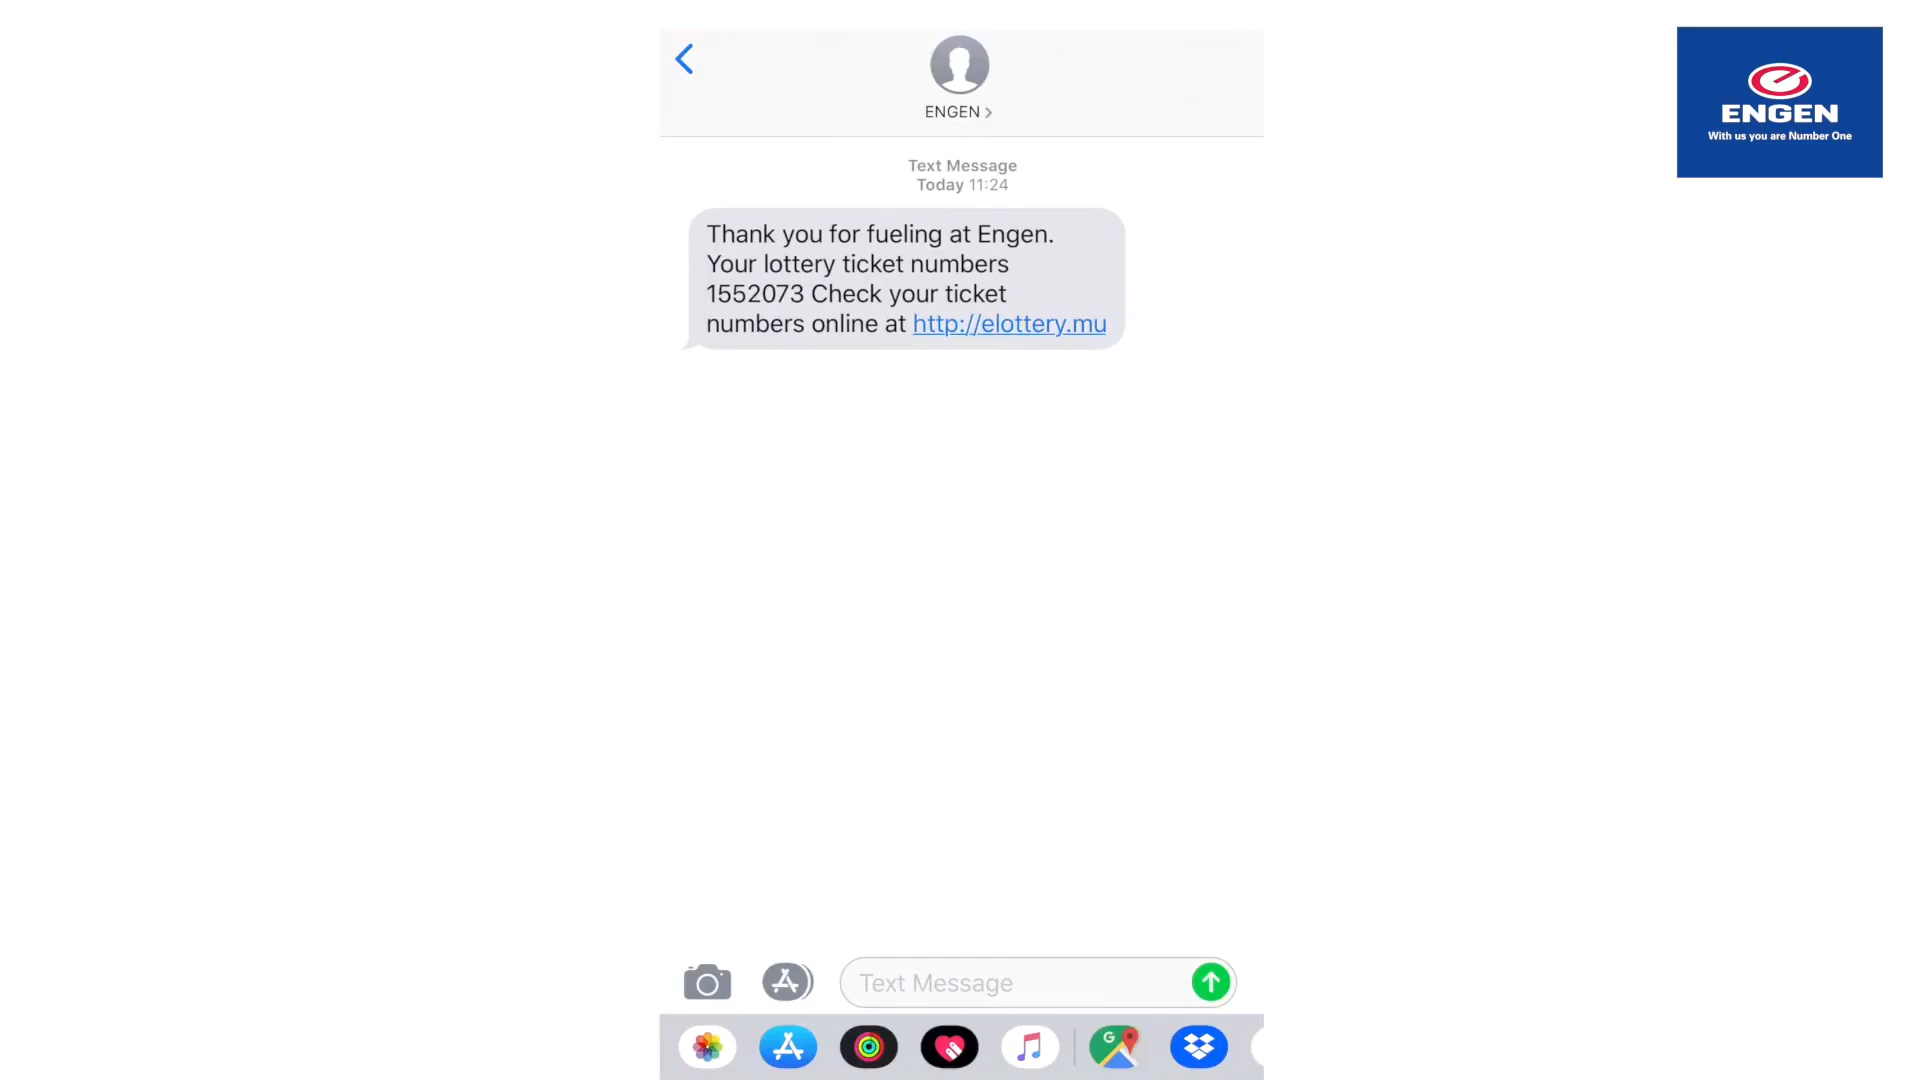 ENGEN
Text Message
Today 11:24
Thank you for fueling at Engen.
Your lottery ticket numbers
1552073 Check your ticket
numbers online at http://elottery.mu
Text Message
ENGEN
With us you are Number One